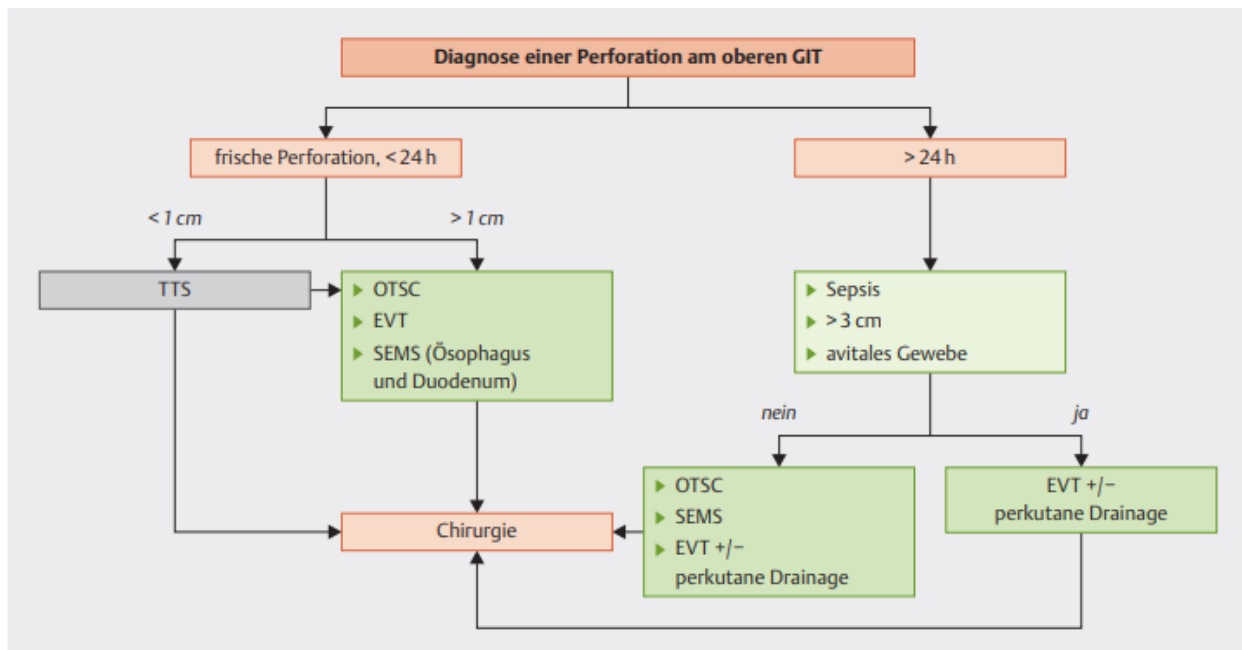 Diagnose einer Perforation am oberen GIT
frische Perforation, < 24 h
> 24 h
< 1 cm
> 1 cm
TTS
▶ OTSC
▶ EVT
▶ SEMS (Ösophagus
und Duodenum)
▶ Sepsis
▶ > 3 cm
▶ avitales Gewebe
nein
ja
▶ OTSC
▶ SEMS
▶ EVT +/−
perkutane Drainage
EVT +/−
perkutane Drainage
Chirurgie